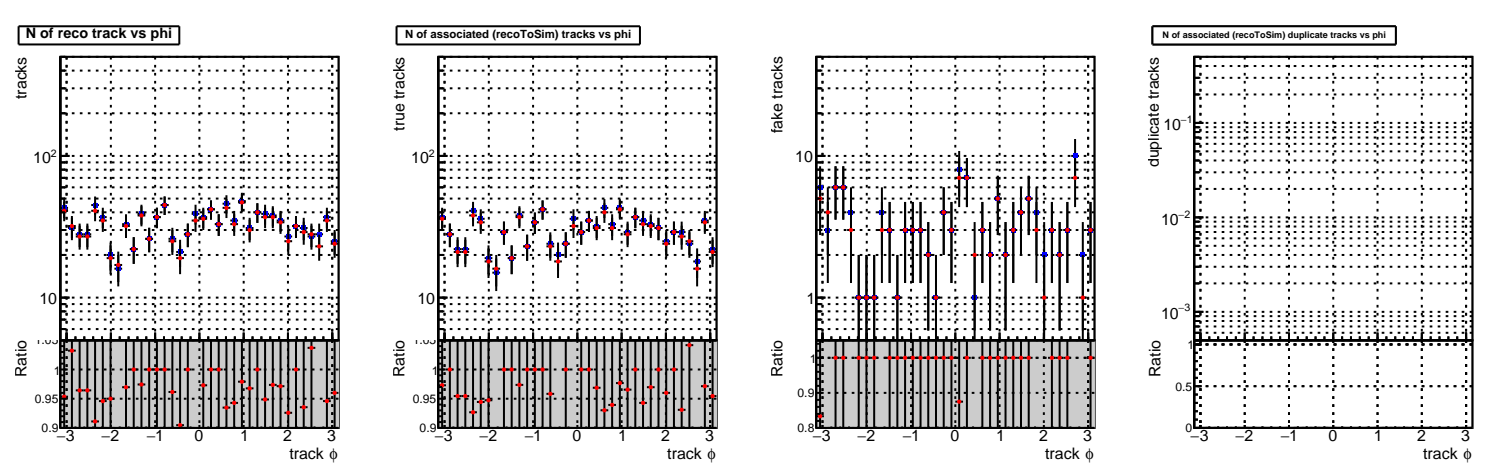 N of reco track vs phi
tracks
10²
10
Ratio
1.05
1
0.95
0.9
−3 −2 −1 0 1 2 3
track ϕ
N of associated (recoToSim) tracks vs phi
true tracks
10²
10
Ratio
1.05
1
0.95
0.9
−3 −2 −1 0 1 2 3
track ϕ
fake tracks
10
1
Ratio
1
0.9
0.8
−3 −2 −1 0 1 2 3
track ϕ
N of associated (recoToSim) duplicate tracks vs phi
duplicate tracks
10⁻¹
10⁻²
10⁻³
Ratio
1
0.5
0
−3 −2 −1 0 1 2 3
track ϕ